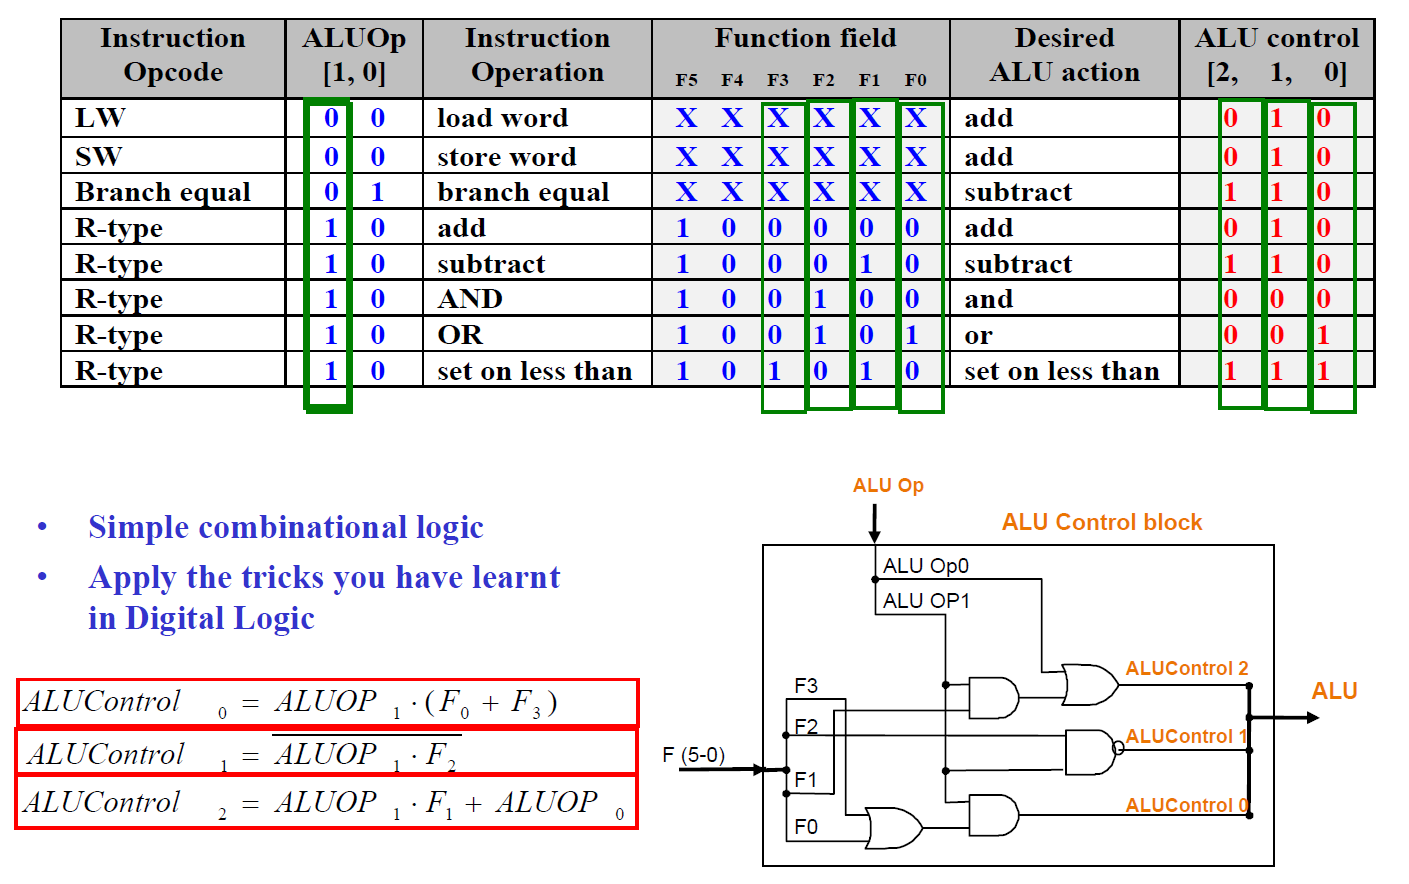 Instruction Opcode ALUOp [1, 0] Instruction Operation Function field F5 F4 F3 F2 F1 F0 Desired ALU action ALU control [2, 1, 0]
LW 0 0 load word X X X X X X add 0 1 0
SW 0 0 store word X X X X X X add 0 1 0
Branch equal 0 1 branch equal X X X X X X subtract 1 1 0
R-type 1 0 add 1 0 0 0 0 0 add 0 1 0
R-type 1 0 subtract 1 0 0 0 1 0 subtract 1 1 0
R-type 1 0 AND 1 0 0 1 0 0 and 0 0 0
R-type 1 0 OR 1 0 0 1 0 1 or 0 0 1
R-type 1 0 set on less than 1 0 1 0 1 0 set on less than 1 1 1
• Simple combinational logic
• Apply the tricks you have learnt
in Digital Logic
ALUControl ₀ = ALUOP ₁ · (F₀ + F₃)
ALUControl ₁ = \overline{ALUOP ₁ · F₂}
ALUControl ₂ = ALUOP ₁ · F₁ + ALUOP ₀
ALU Op
ALU Control block
ALU Op0
ALU OP1
ALUControl 2
F3
ALU
F2
ALUControl 1
F (5-0)
F1
ALUControl 0
F0